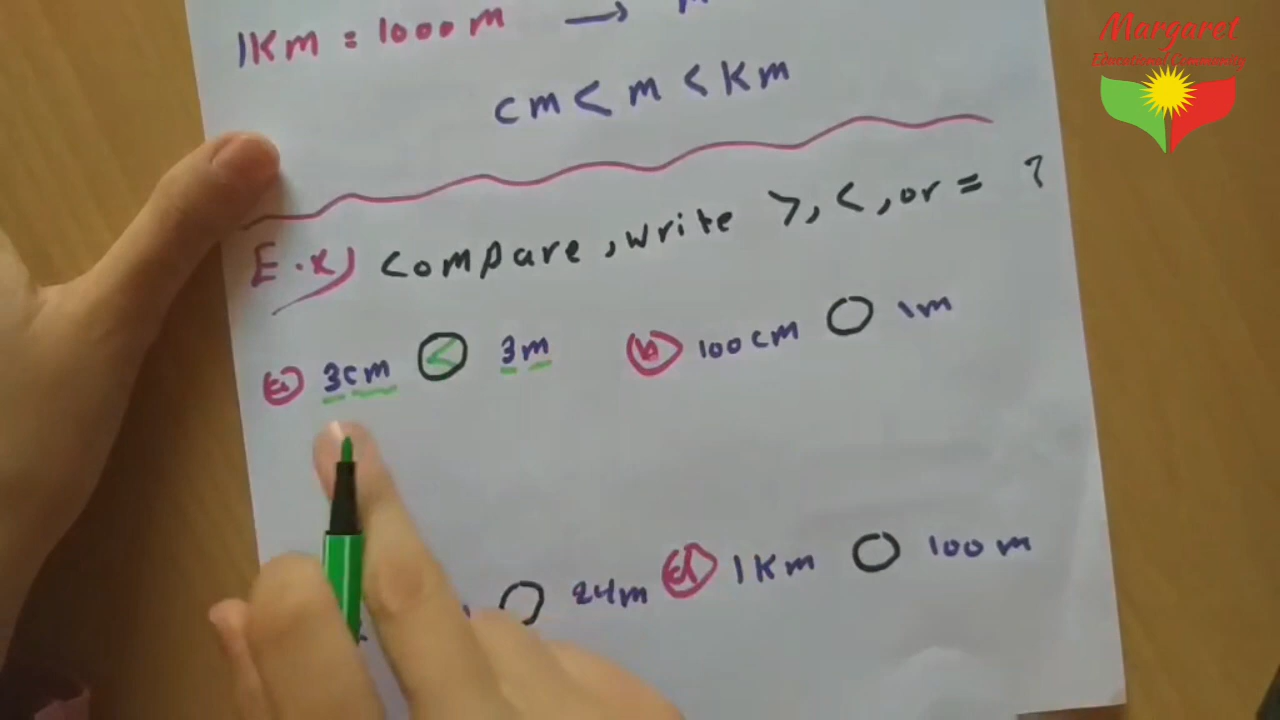 Margaret
Educational Community
1Km = 1000 m →
cm < m < Km
E.x) compare, write >, <, or = ?
a 3cm < 3m b 100cm ○ 1m
○ 24m d 1Km ○ 100m